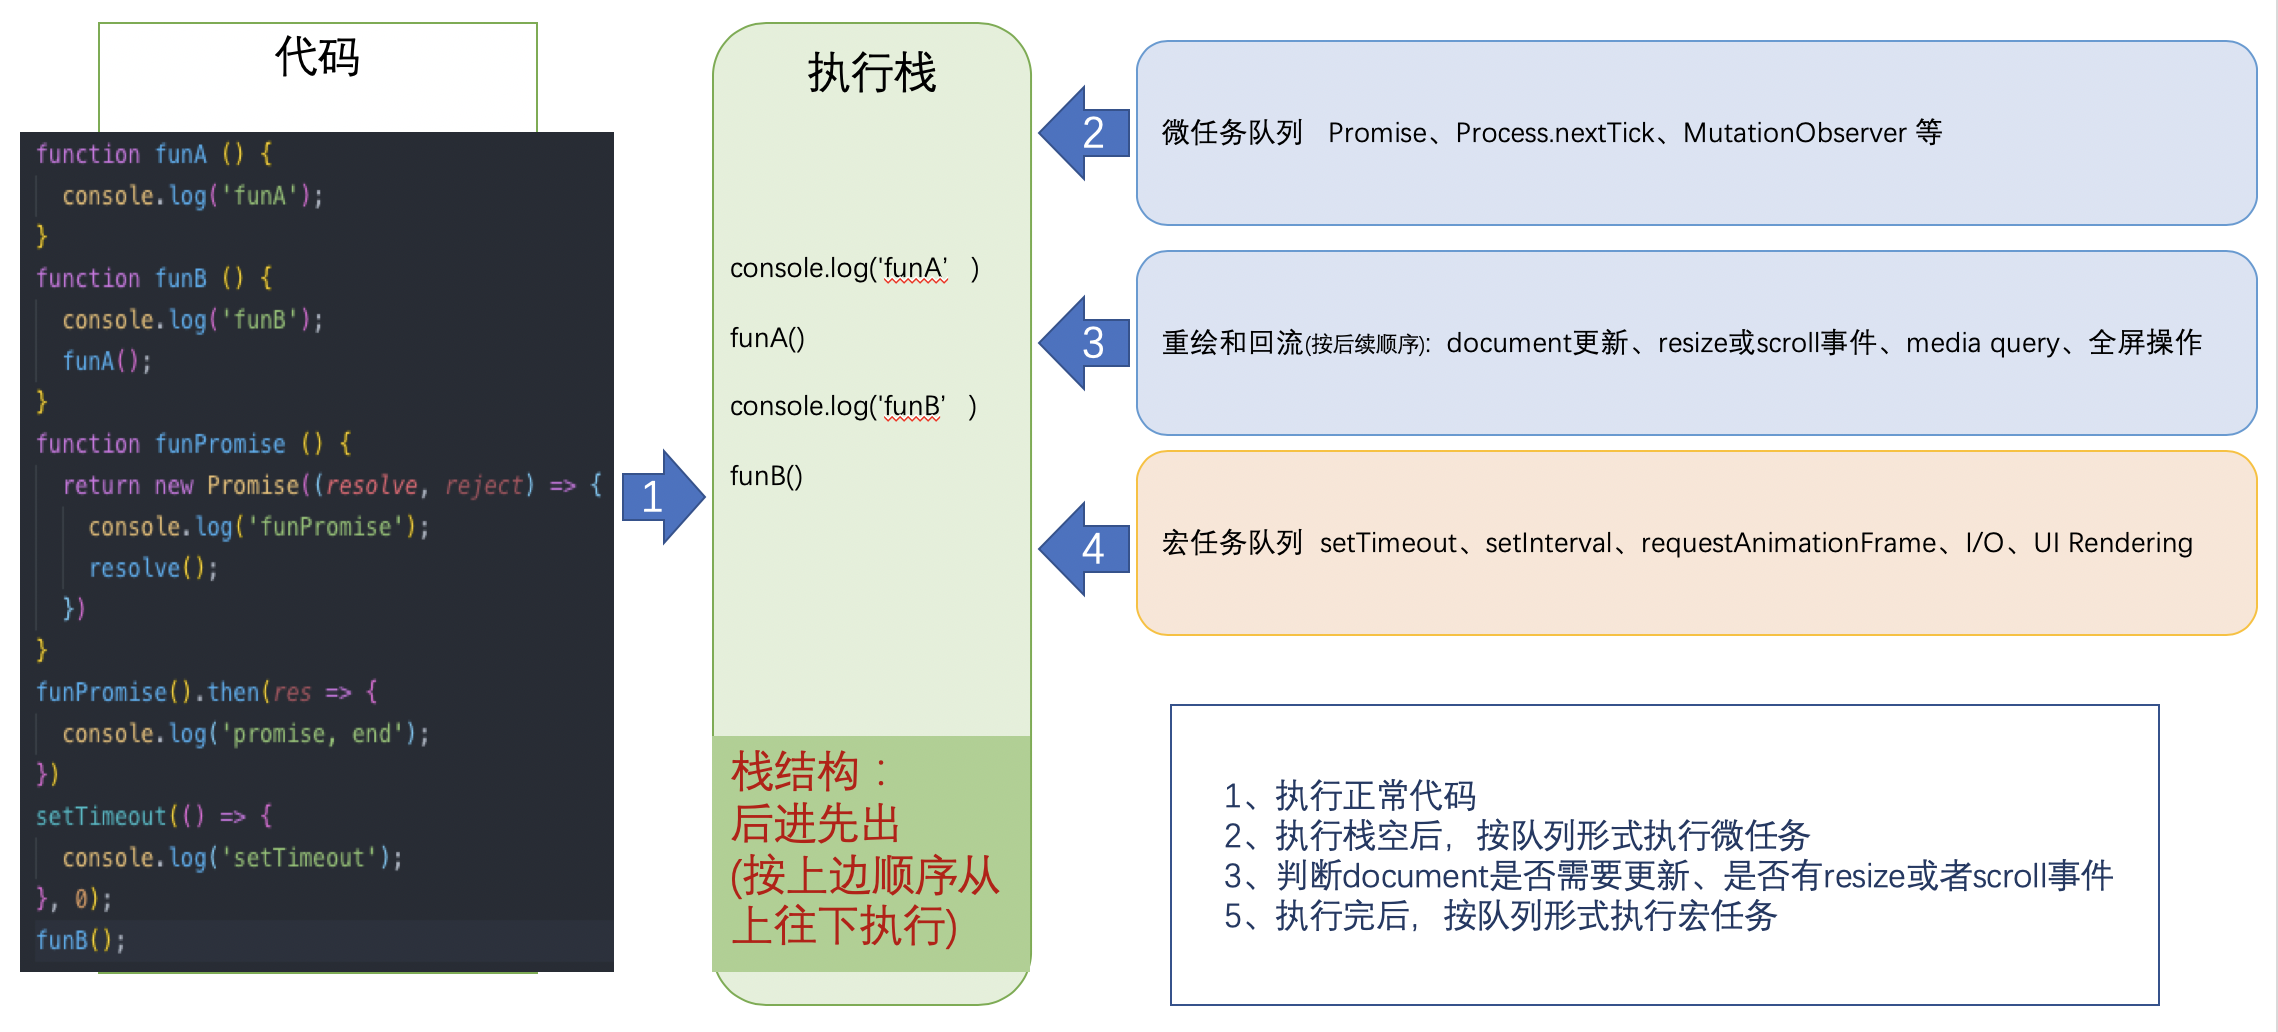 代码
function funA () {
  console.log('funA');
}
function funB () {
  console.log('funB');
  funA();
}
function funPromise () {
  return new Promise((resolve, reject) => {
    console.log('funPromise');
    resolve();
  })
}
funPromise().then(res => {
  console.log('promise, end');
})
setTimeout(() => {
  console.log('setTimeout');
}, 0);
funB();
1
执行栈
console.log('funA’ )
funA()
console.log('funB’ )
funB()
栈结构：
后进先出
(按上边顺序从
上往下执行)
2
微任务队列 Promise、Process.nextTick、MutationObserver 等
3
重绘和回流(按后续顺序): document更新、resize或scroll事件、media query、全屏操作
4
宏任务队列 setTimeout、setInterval、requestAnimationFrame、I/O、UI Rendering
1、执行正常代码
2、执行栈空后，按队列形式执行微任务
3、判断document是否需要更新、是否有resize或者scroll事件
5、执行完后，按队列形式执行宏任务